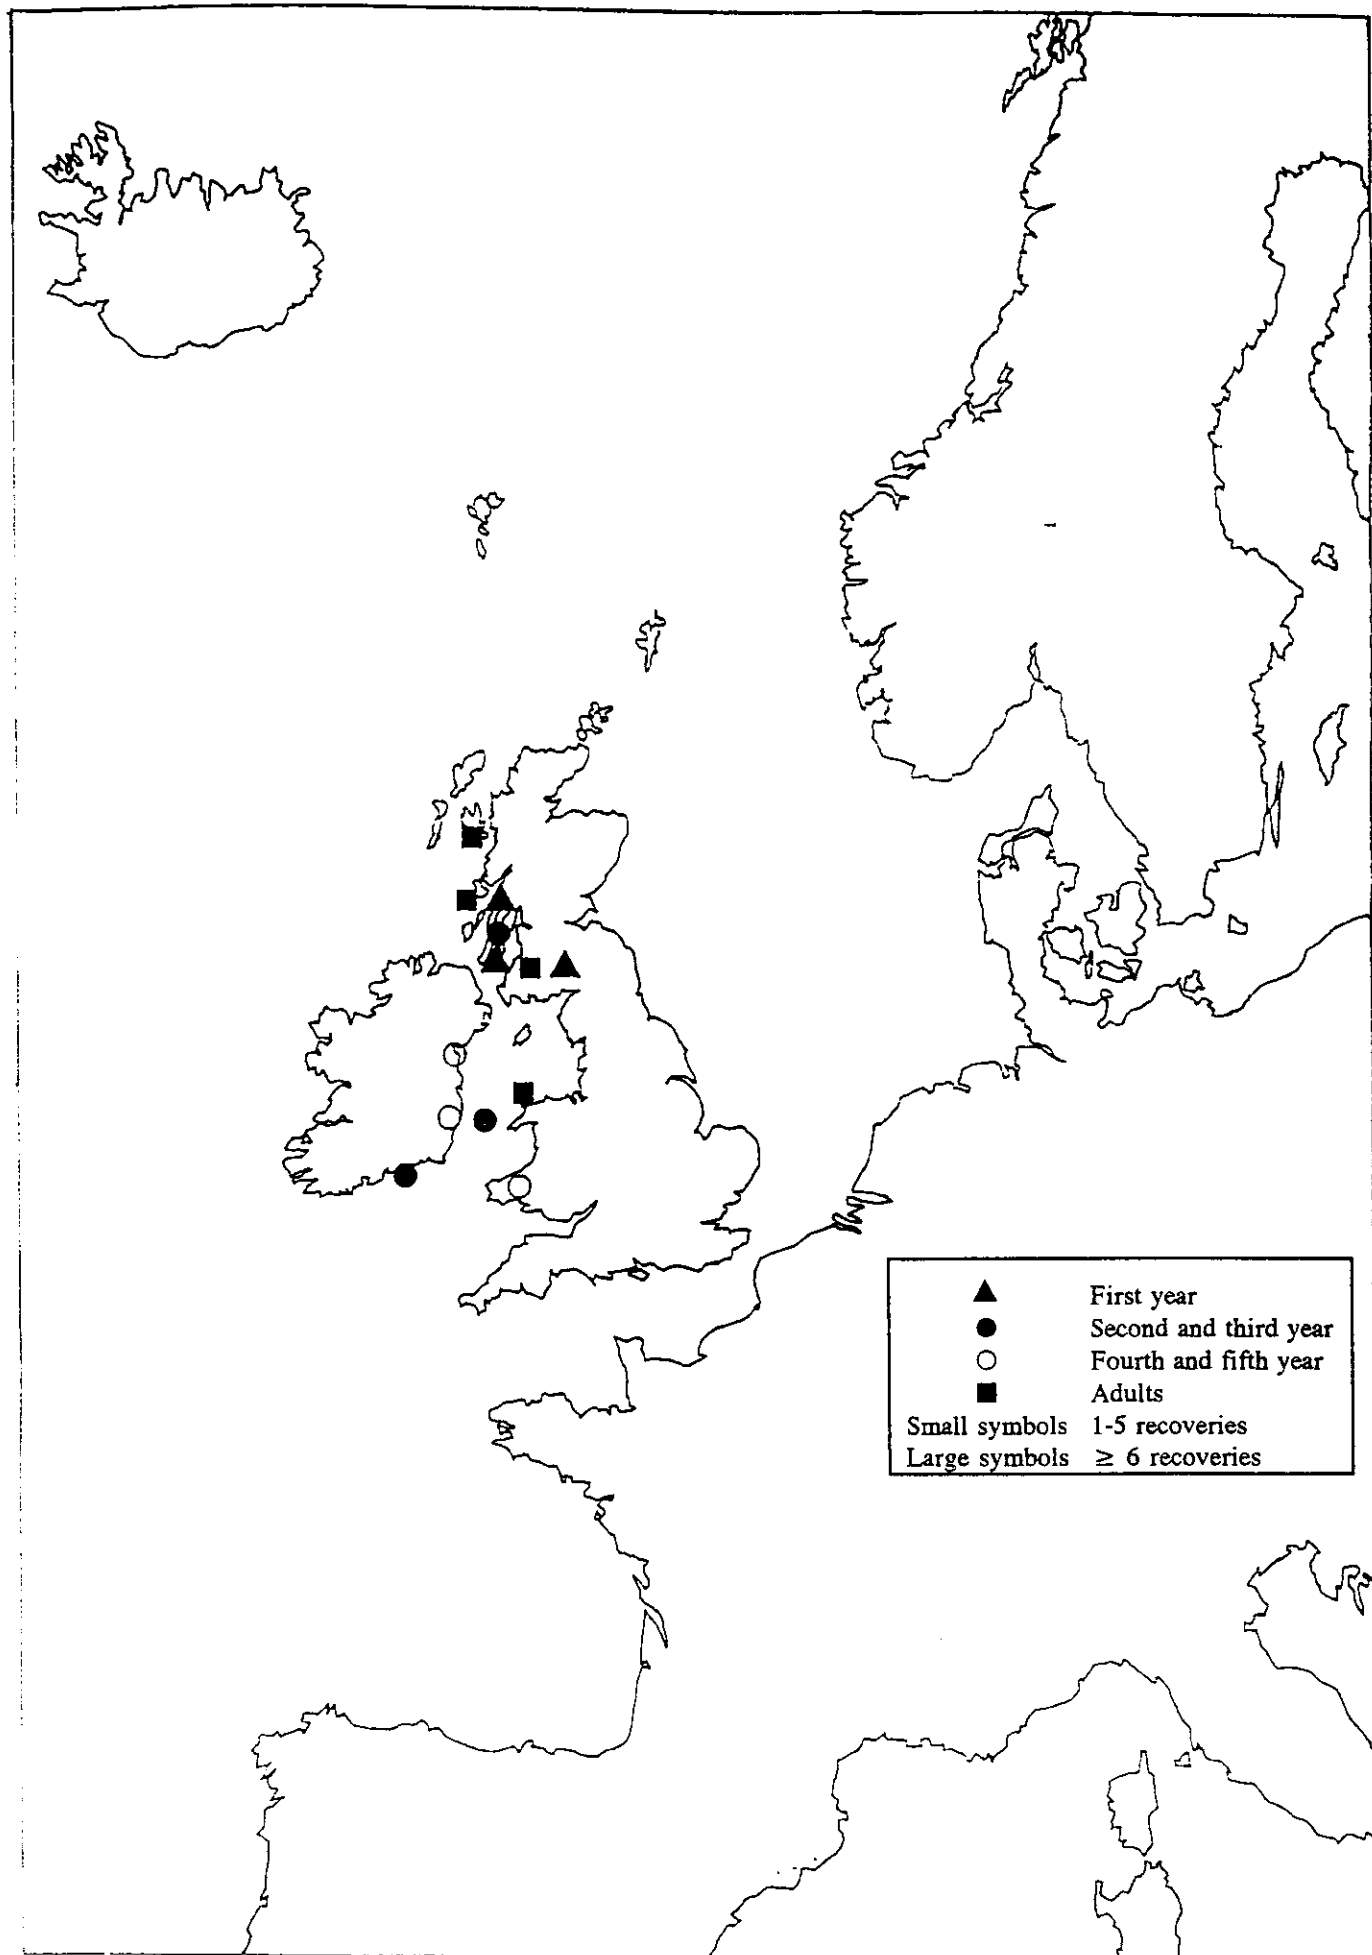 First year
Second and third year
Fourth and fifth year
Adults
Small symbols 1-5 recoveries
Large symbols ≥ 6 recoveries